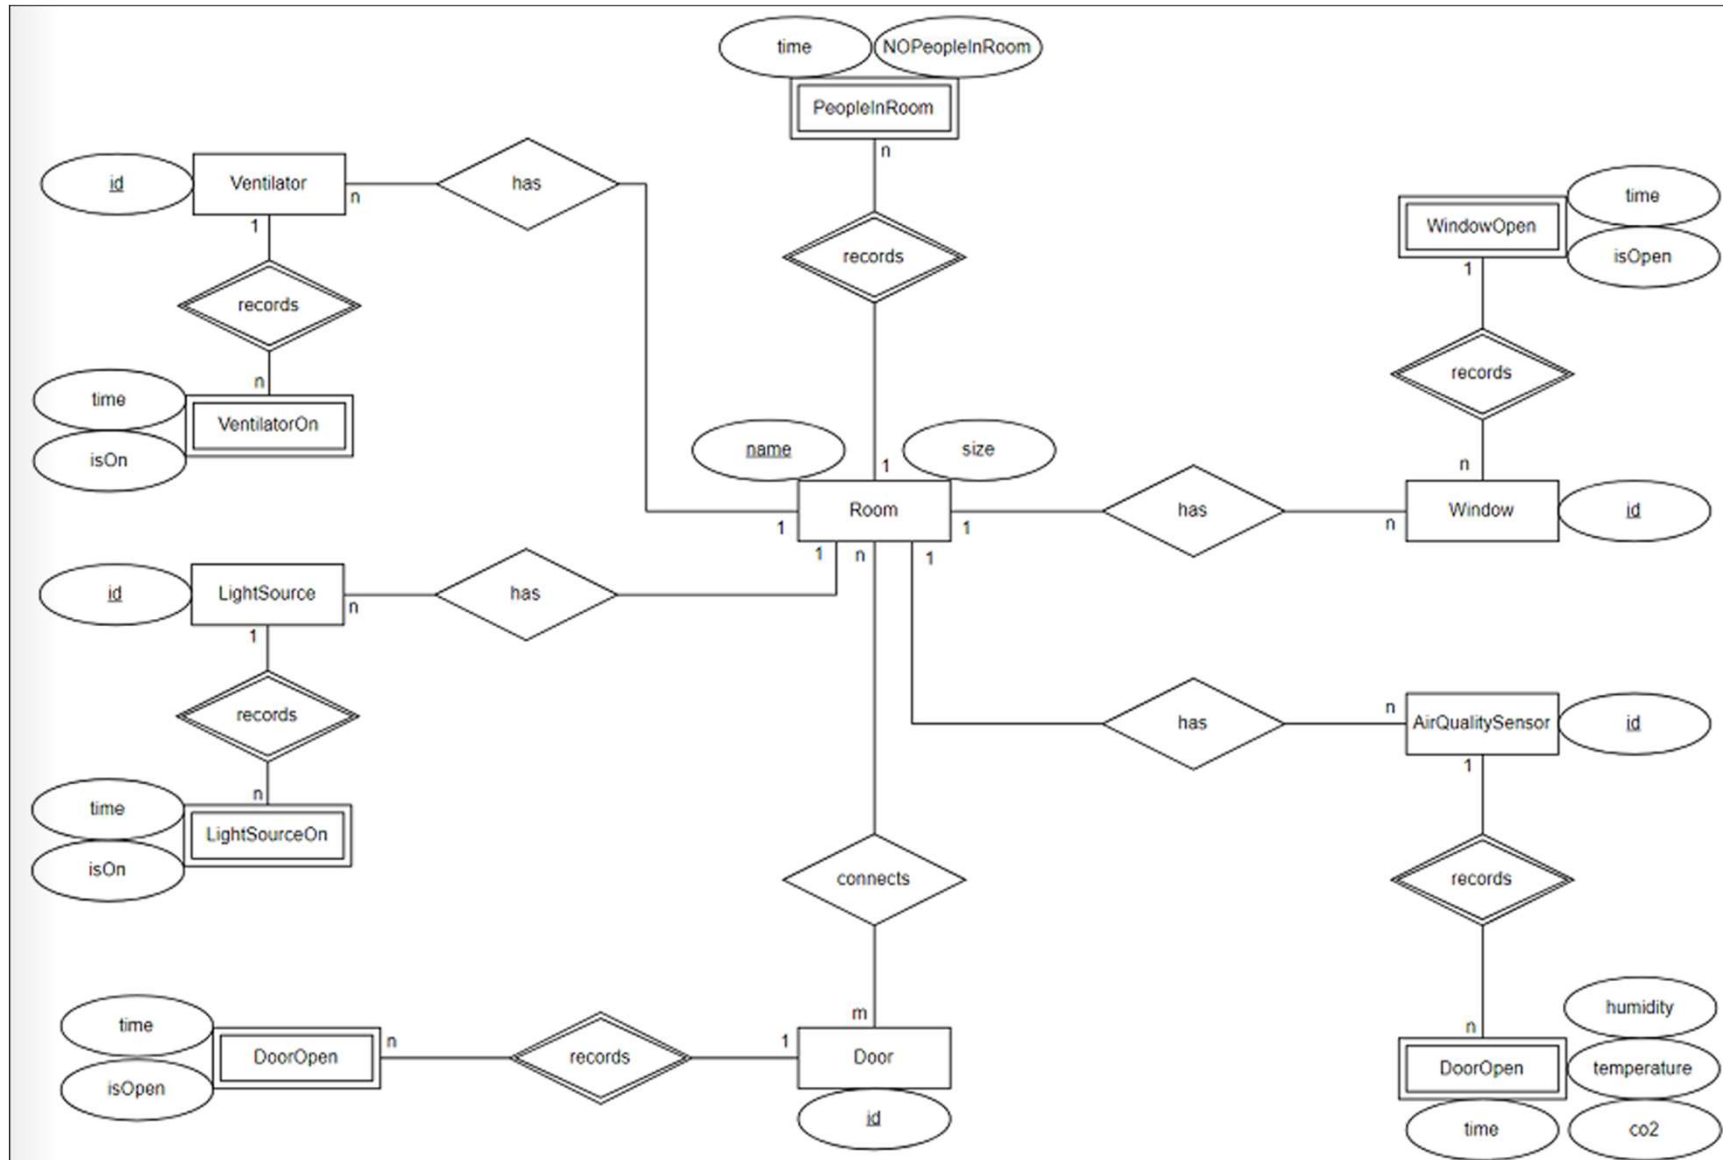 time
NOPeopleInRoom
PeopleInRoom
n
id
Ventilator
n
has
1
records
time
WindowOpen
isOpen
1
records
n
time
VentilatorOn
isOn
records
n
name
size
1
Room
1
1
1
n
1
has
n
Window
id
id
LightSource
n
has
1
records
n
time
LightSourceOn
isOn
has
n
AirQualitySensor
id
1
records
connects
m
time
DoorOpen
isOpen
n
records
1
Door
id
n
humidity
DoorOpen
temperature
time
co2